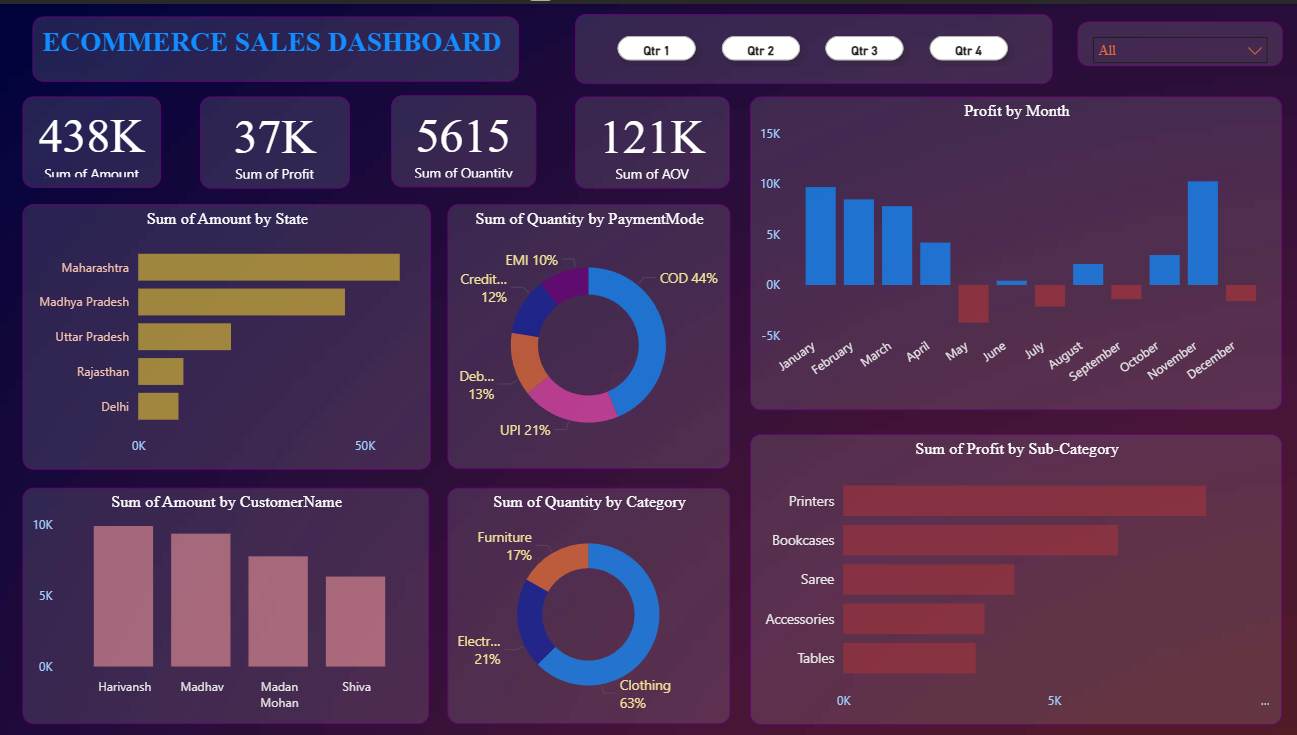 ECOMMERCE SALES DASHBOARD
Qtr 1
Qtr 2
Qtr 3
Qtr 4
All
438K
Sum of Amount
37K
Sum of Profit
5615
Sum of Quantity
121K
Sum of AOV
Profit by Month
15K
10K
5K
0K
-5K
January
February
March
April
May
June
July
August
September
October
November
December
Sum of Amount by State
Maharashtra
Madhya Pradesh
Uttar Pradesh
Rajasthan
Delhi
0K
50K
Sum of Quantity by PaymentMode
EMI 10%
COD 44%
Credit...
12%
Deb...
13%
UPI 21%
Sum of Profit by Sub-Category
Printers
Bookcases
Saree
Accessories
Tables
0K
5K
...
Sum of Amount by CustomerName
10K
5K
0K
Harivansh
Madhav
Madan
Mohan
Shiva
Sum of Quantity by Category
Furniture
17%
Electr...
21%
Clothing
63%